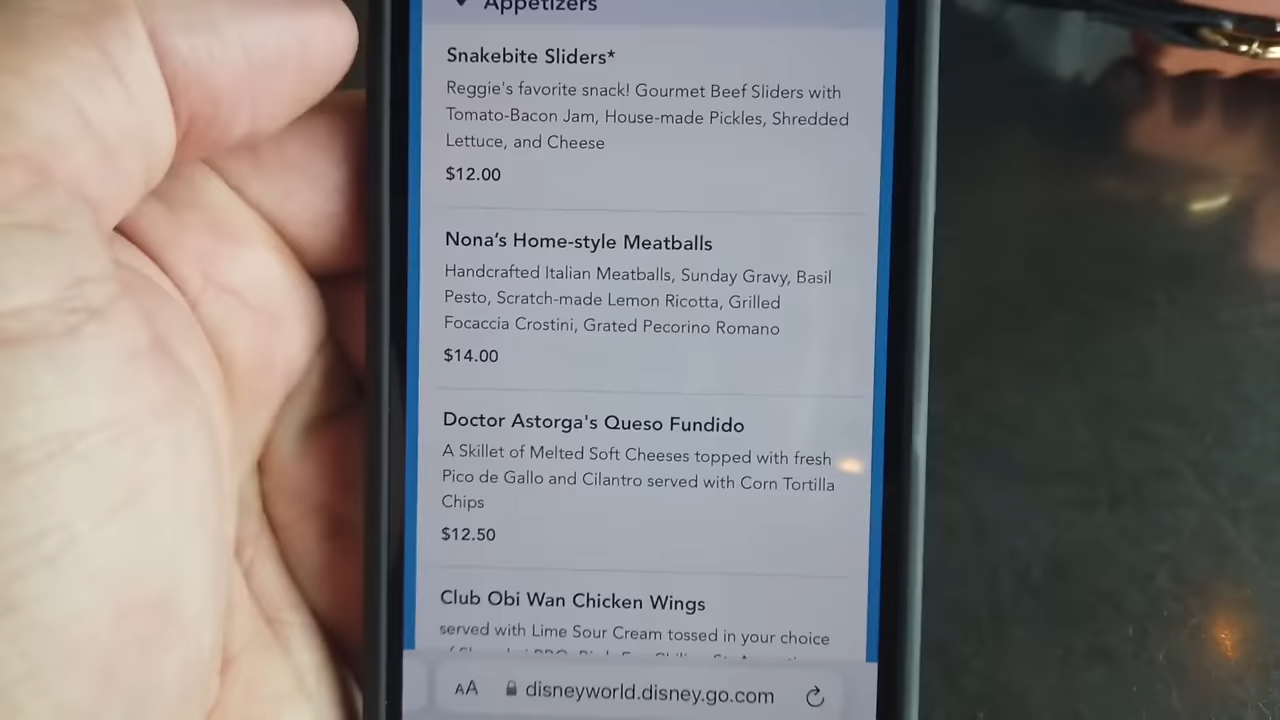 Appetizers
Snakebite Sliders*
Reggie's favorite snack! Gourmet Beef Sliders with
Tomato-Bacon Jam, House-made Pickles, Shredded
Lettuce, and Cheese
$12.00
Nona's Home-style Meatballs
Handcrafted Italian Meatballs, Sunday Gravy, Basil
Pesto, Scratch-made Lemon Ricotta, Grilled
Focaccia Crostini, Grated Pecorino Romano
$14.00
Doctor Astorga's Queso Fundido
A Skillet of Melted Soft Cheeses topped with fresh
Pico de Gallo and Cilantro served with Corn Tortilla
Chips
$12.50
Club Obi Wan Chicken Wings
served with Lime Sour Cream tossed in your choice
AA disneyworld.disney.go.com